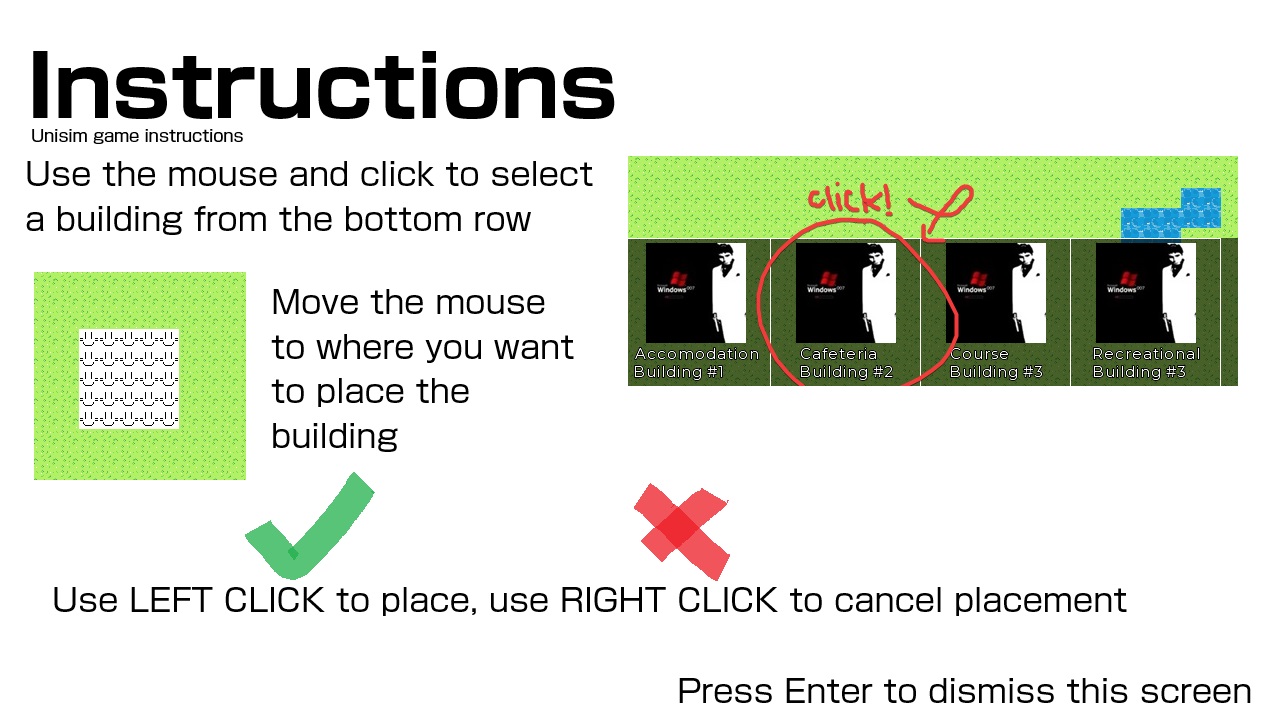 Instructions
Unisim game instructions
Use the mouse and click to select
a building from the bottom row
click!
Windows
Windows
Windows
Windows
Accomodation
Building #1
Cafeteria
Building #2
Course
Building #3
Recreational
Building #3
Move the mouse
to where you want
to place the
building
Use LEFT CLICK to place, use RIGHT CLICK to cancel placement
Press Enter to dismiss this screen